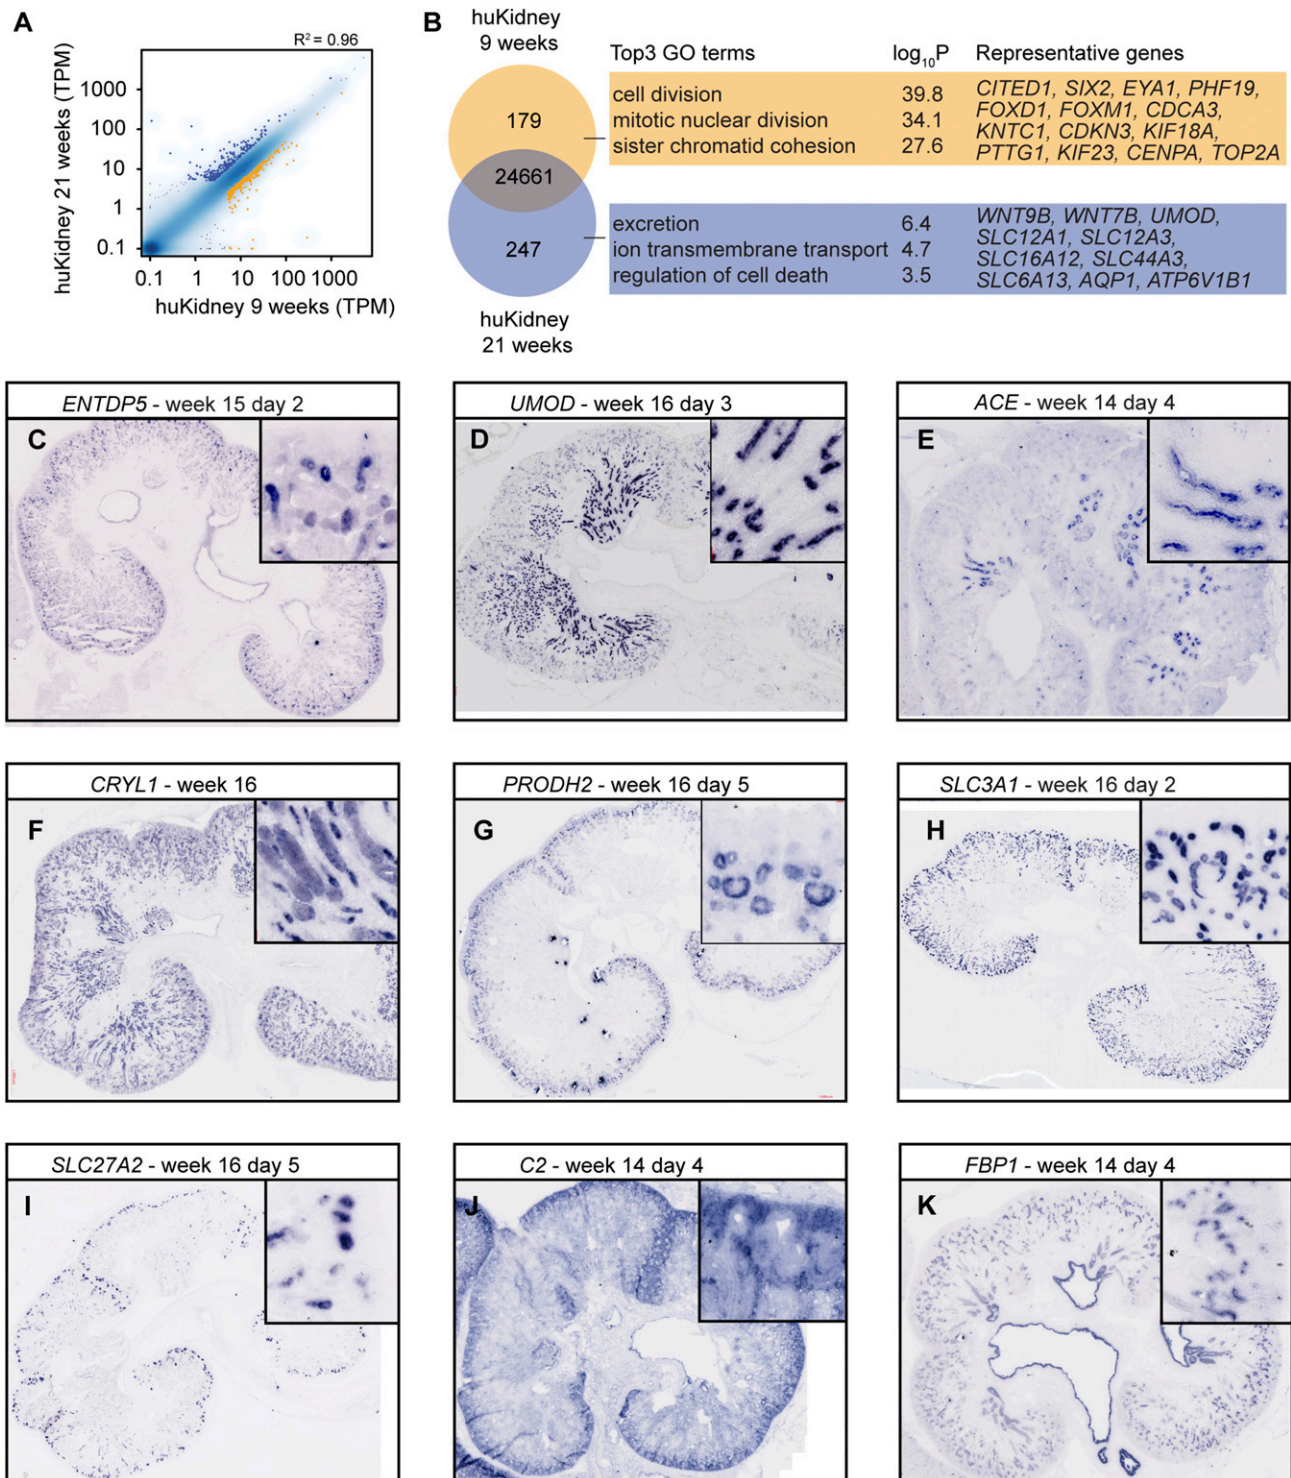 A
R² = 0.96
huKidney 21 weeks (TPM)
1000
100
10
1
0.1
0.1 1 10 100 1000
huKidney 9 weeks (TPM)
B
huKidney
9 weeks
179
24661
247
huKidney
21 weeks
Top3 GO terms log₁₀P Representative genes
cell division 39.8
mitotic nuclear division 34.1
sister chromatid cohesion 27.6
CITED1, SIX2, EYA1, PHF19,
FOXD1, FOXM1, CDCA3,
KNTC1, CDKN3, KIF18A,
PTTG1, KIF23, CENPA, TOP2A
excretion 6.4
ion transmembrane transport 4.7
regulation of cell death 3.5
WNT9B, WNT7B, UMOD,
SLC12A1, SLC12A3,
SLC16A12, SLC44A3,
SLC6A13, AQP1, ATP6V1B1
ENTDP5 - week 15 day 2
C
UMOD - week 16 day 3
D
ACE - week 14 day 4
E
CRYL1 - week 16
F
PRODH2 - week 16 day 5
G
SLC3A1 - week 16 day 2
H
SLC27A2 - week 16 day 5
I
C2 - week 14 day 4
J
FBP1 - week 14 day 4
K